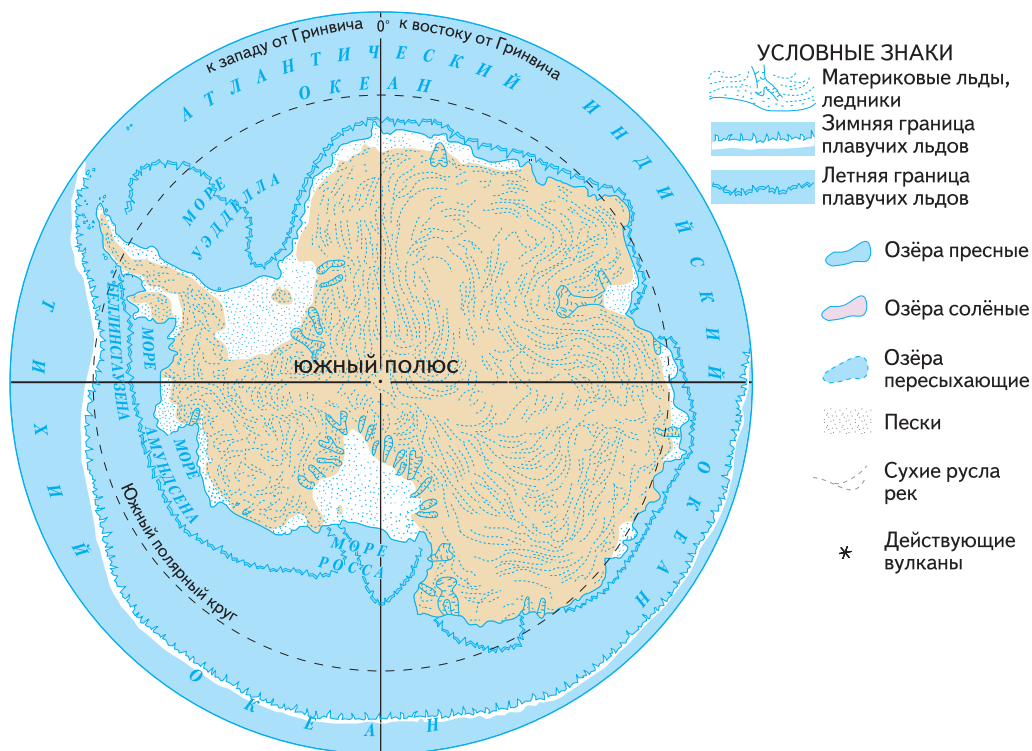 к западу от Гринвича 0° к востоку от Гринвича
АТЛАНТИЧЕСКИЙ
ОКЕАН
ИНДИЙСКИЙ
ОКЕАН
МОРЕ
УЭДДЕЛЛА
ТИХИЙ
ОКЕАН
МОРЕ
БЕЛЛИНСГАУЗЕНА
ЮЖНЫЙ ПОЛЮС
МОРЕ
АМУНДСЕНА
МОРЕ
РОССА
Южный полярный круг
УСЛОВНЫЕ ЗНАКИ
Материковые льды,
ледники
Зимняя граница
плавучих льдов
Летняя граница
плавучих льдов
Озёра пресные
Озёра солёные
Озёра
пересыхающие
Пески
Сухие русла
рек
Действующие
вулканы